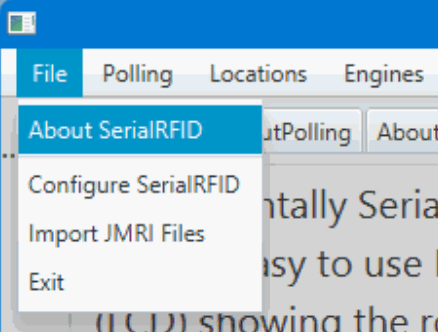 File Polling Locations Engines
About SerialRFID
utPolling About
Configure SerialRFID
ntally Seria
Import JMRI Files
sy to use
Exit
(LCD) showing the r